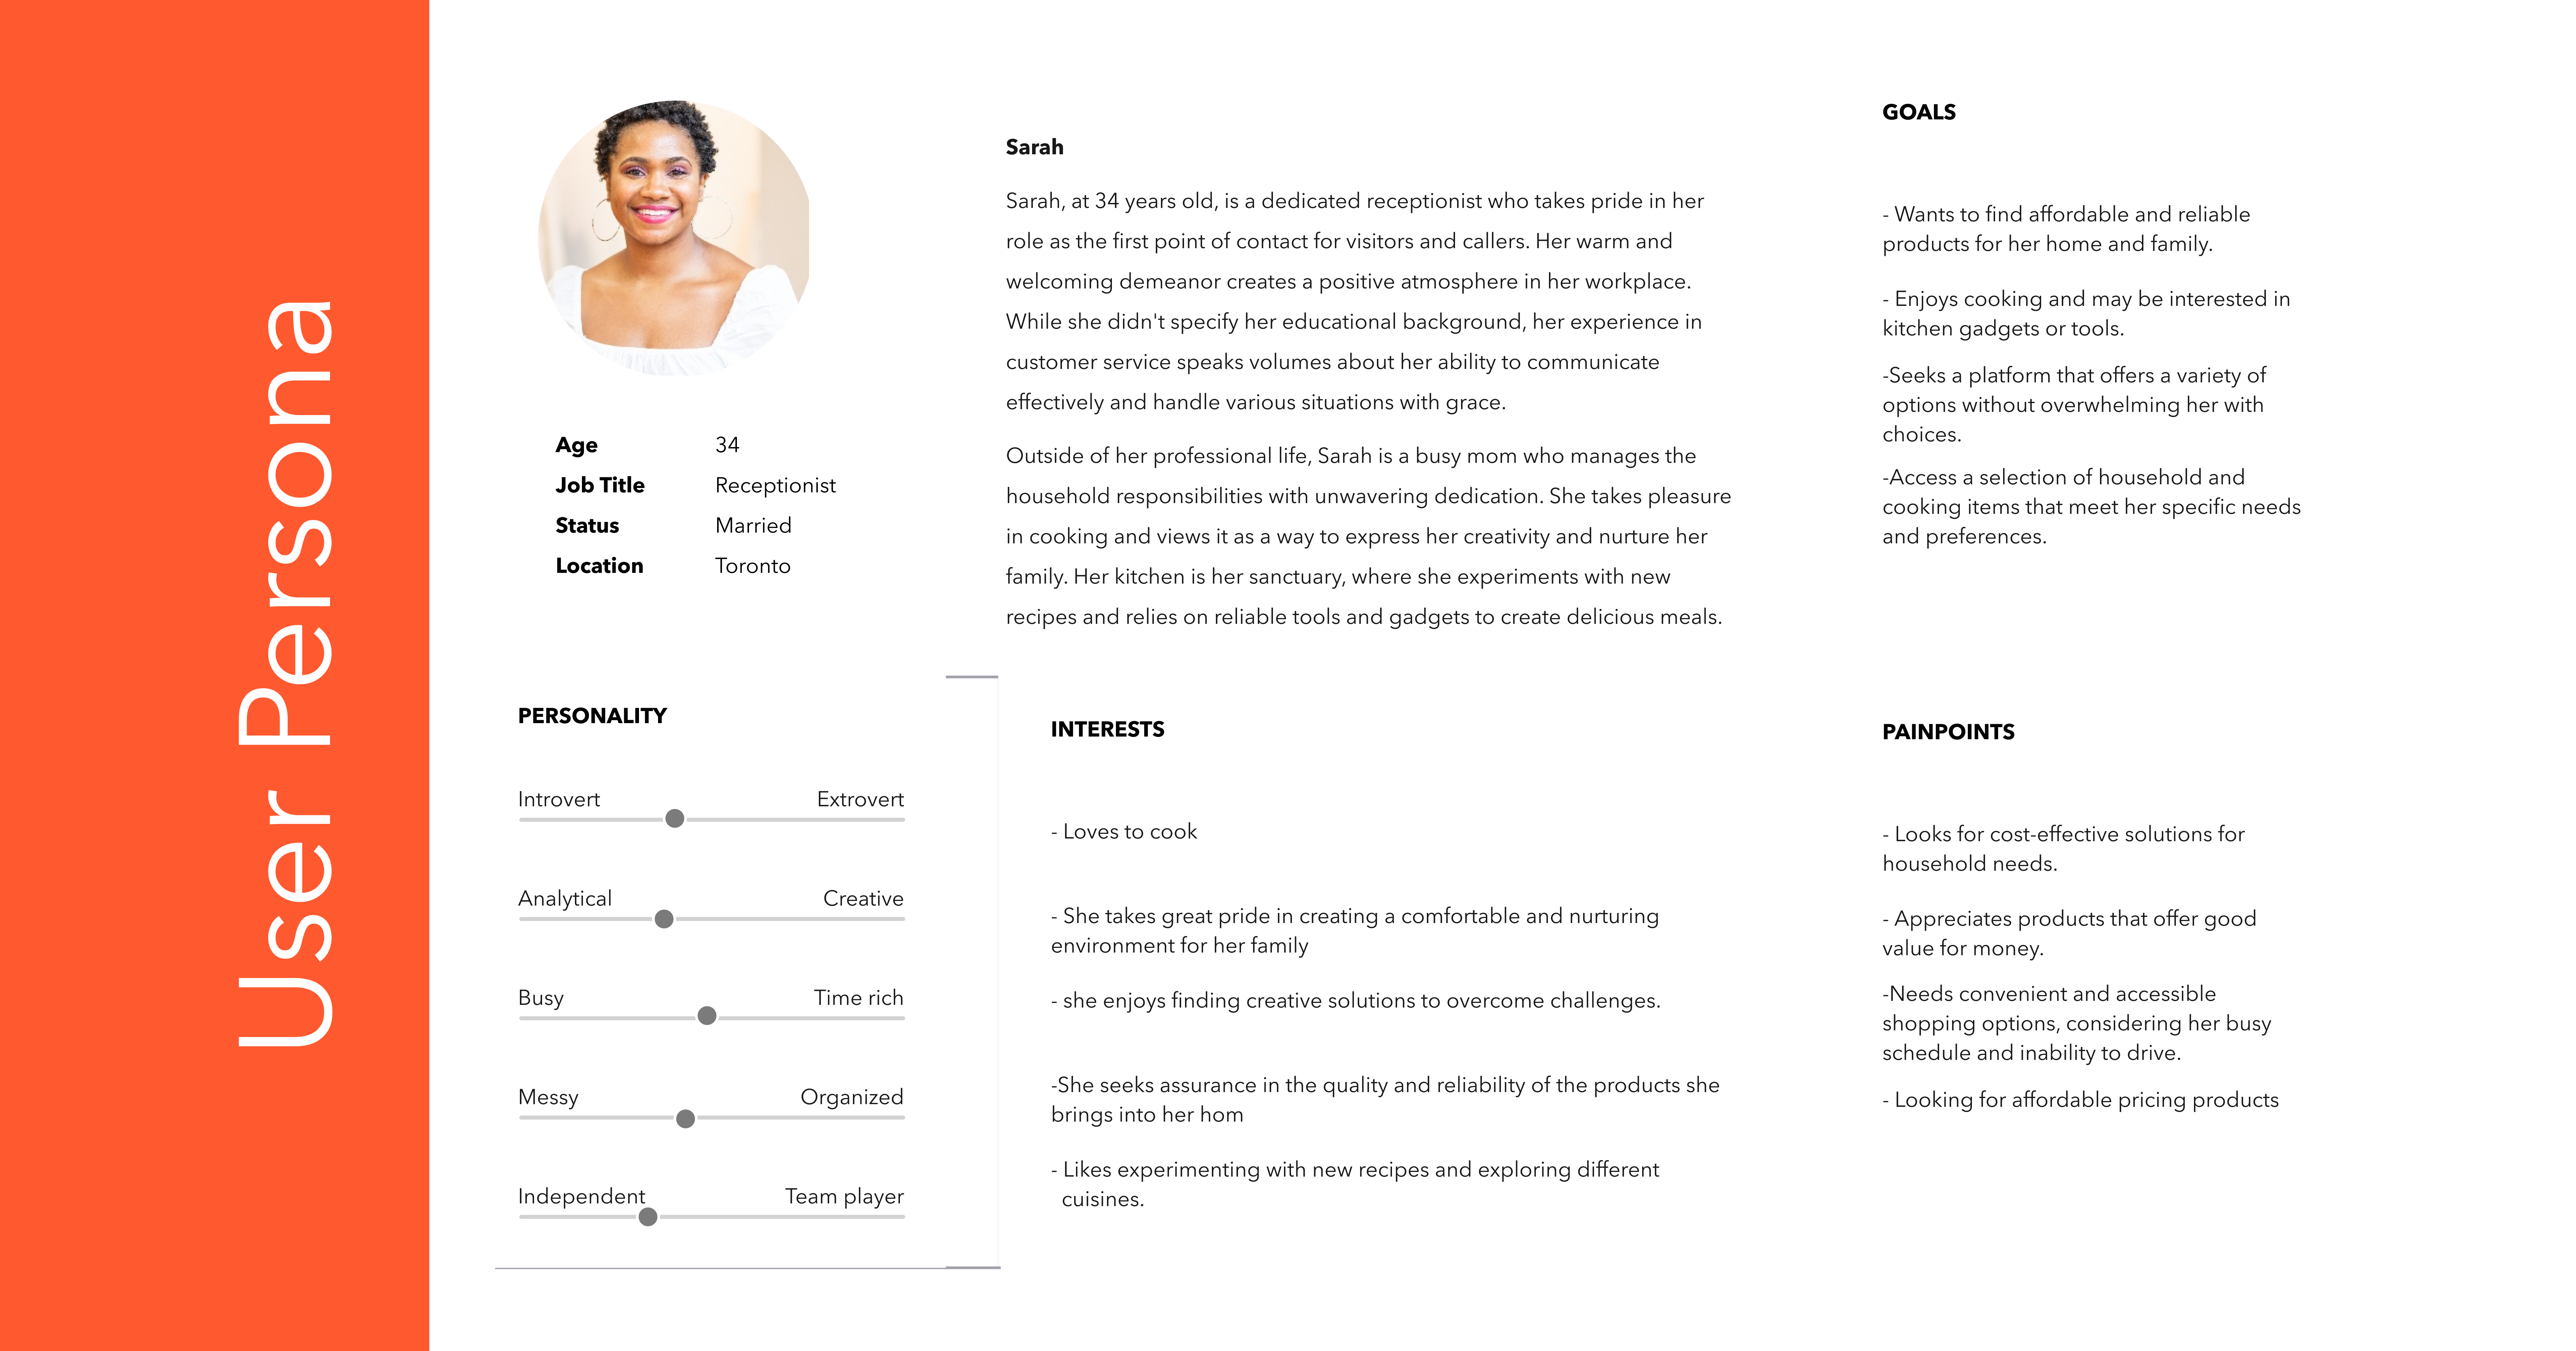 User Persona
Age 34
Job Title Receptionist
Status Married
Location Toronto
Sarah
Sarah, at 34 years old, is a dedicated receptionist who takes pride in her
role as the first point of contact for visitors and callers. Her warm and
welcoming demeanor creates a positive atmosphere in her workplace.
While she didn't specify her educational background, her experience in
customer service speaks volumes about her ability to communicate
effectively and handle various situations with grace.
Outside of her professional life, Sarah is a busy mom who manages the
household responsibilities with unwavering dedication. She takes pleasure
in cooking and views it as a way to express her creativity and nurture her
family. Her kitchen is her sanctuary, where she experiments with new
recipes and relies on reliable tools and gadgets to create delicious meals.
GOALS
- Wants to find affordable and reliable
products for her home and family.
- Enjoys cooking and may be interested in
kitchen gadgets or tools.
-Seeks a platform that offers a variety of
options without overwhelming her with
choices.
-Access a selection of household and
cooking items that meet her specific needs
and preferences.
PERSONALITY
Introvert Extrovert
Analytical Creative
Busy Time rich
Messy Organized
Independent Team player
INTERESTS
- Loves to cook
- She takes great pride in creating a comfortable and nurturing
environment for her family
- she enjoys finding creative solutions to overcome challenges.
-She seeks assurance in the quality and reliability of the products she
brings into her hom
- Likes experimenting with new recipes and exploring different
cuisines.
PAINPOINTS
- Looks for cost-effective solutions for
household needs.
- Appreciates products that offer good
value for money.
-Needs convenient and accessible
shopping options, considering her busy
schedule and inability to drive.
- Looking for affordable pricing products